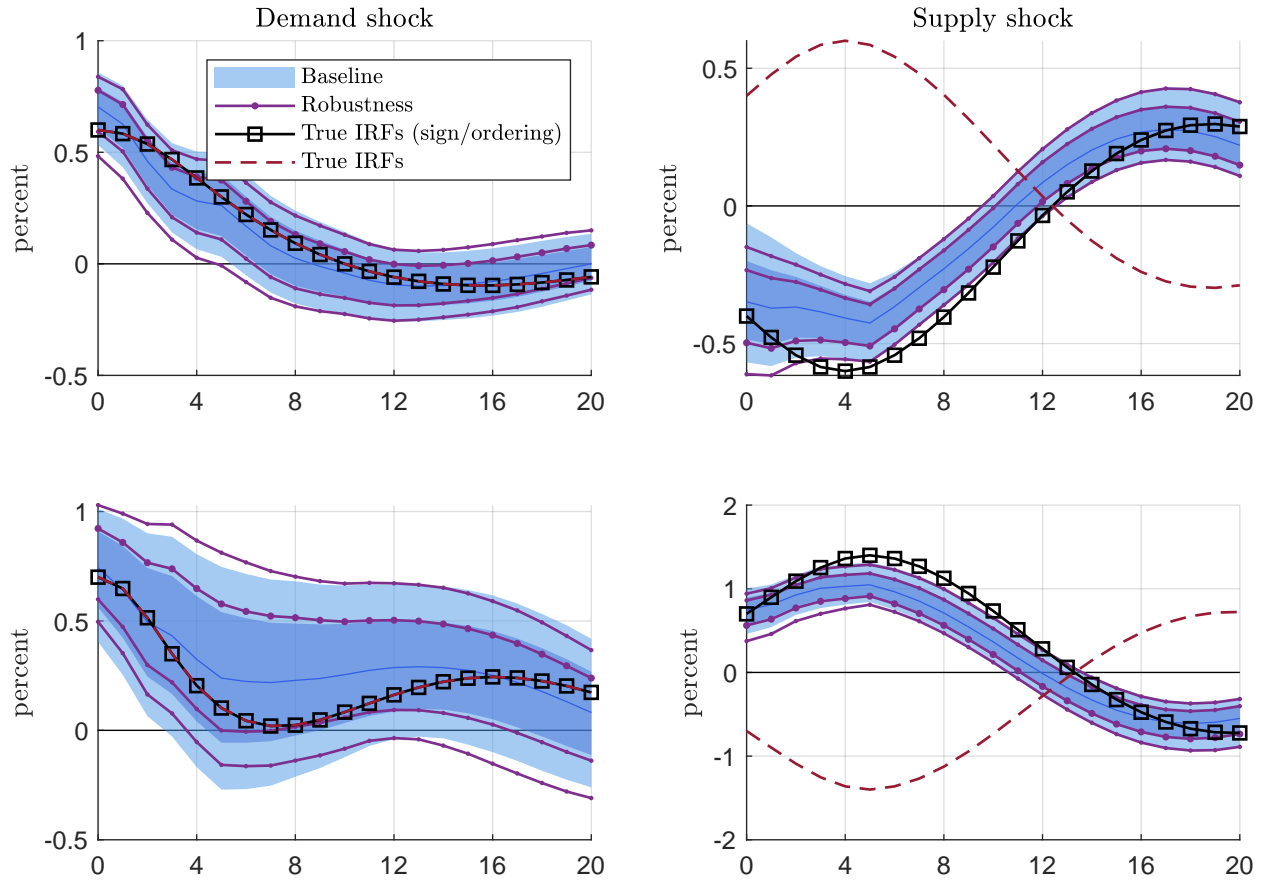 Demand shock
Supply shock
1
0.5
0
-0.5
percent
0 4 8 12 16 20
Baseline
Robustness
True IRFs (sign/ordering)
True IRFs
0.5
0
-0.5
percent
0 4 8 12 16 20
1
0.5
0
-0.5
percent
0 4 8 12 16 20
2
1
0
-1
-2
percent
0 4 8 12 16 20